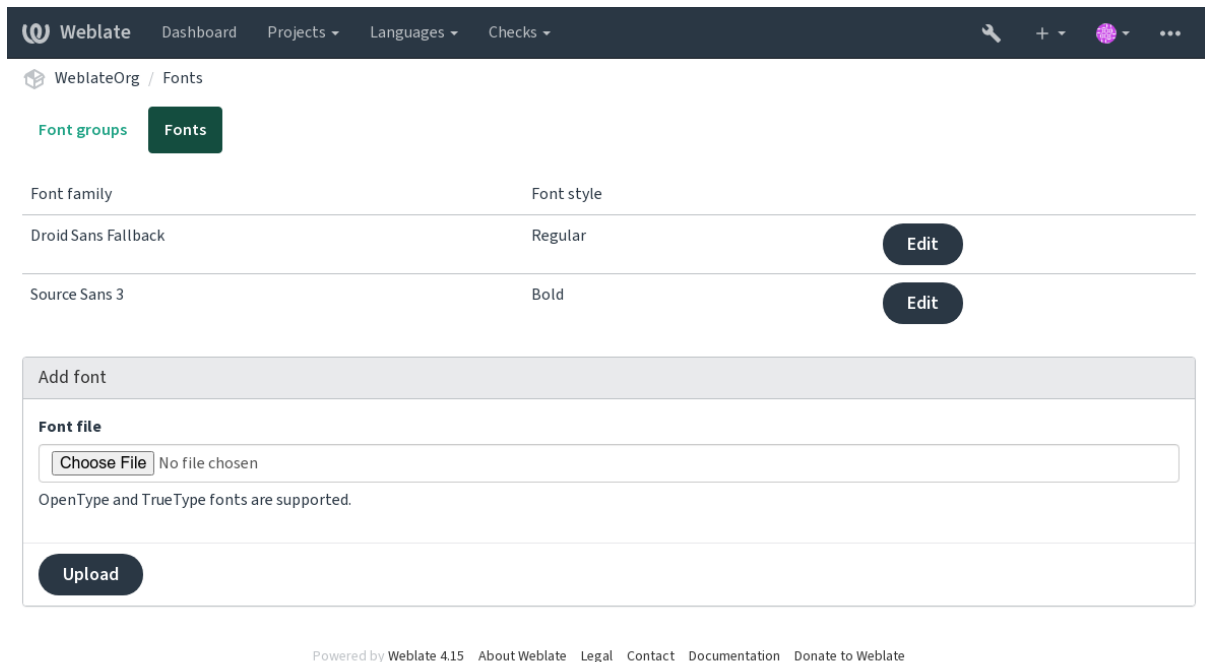 Weblate Dashboard Projects Languages Checks
WeblateOrg / Fonts
Font groups Fonts
Font family Font style
Droid Sans Fallback Regular Edit
Source Sans 3 Bold Edit
Add font
Font file
Choose File No file chosen
OpenType and TrueType fonts are supported.
Upload
Powered by Weblate 4.15 About Weblate Legal Contact Documentation Donate to Weblate